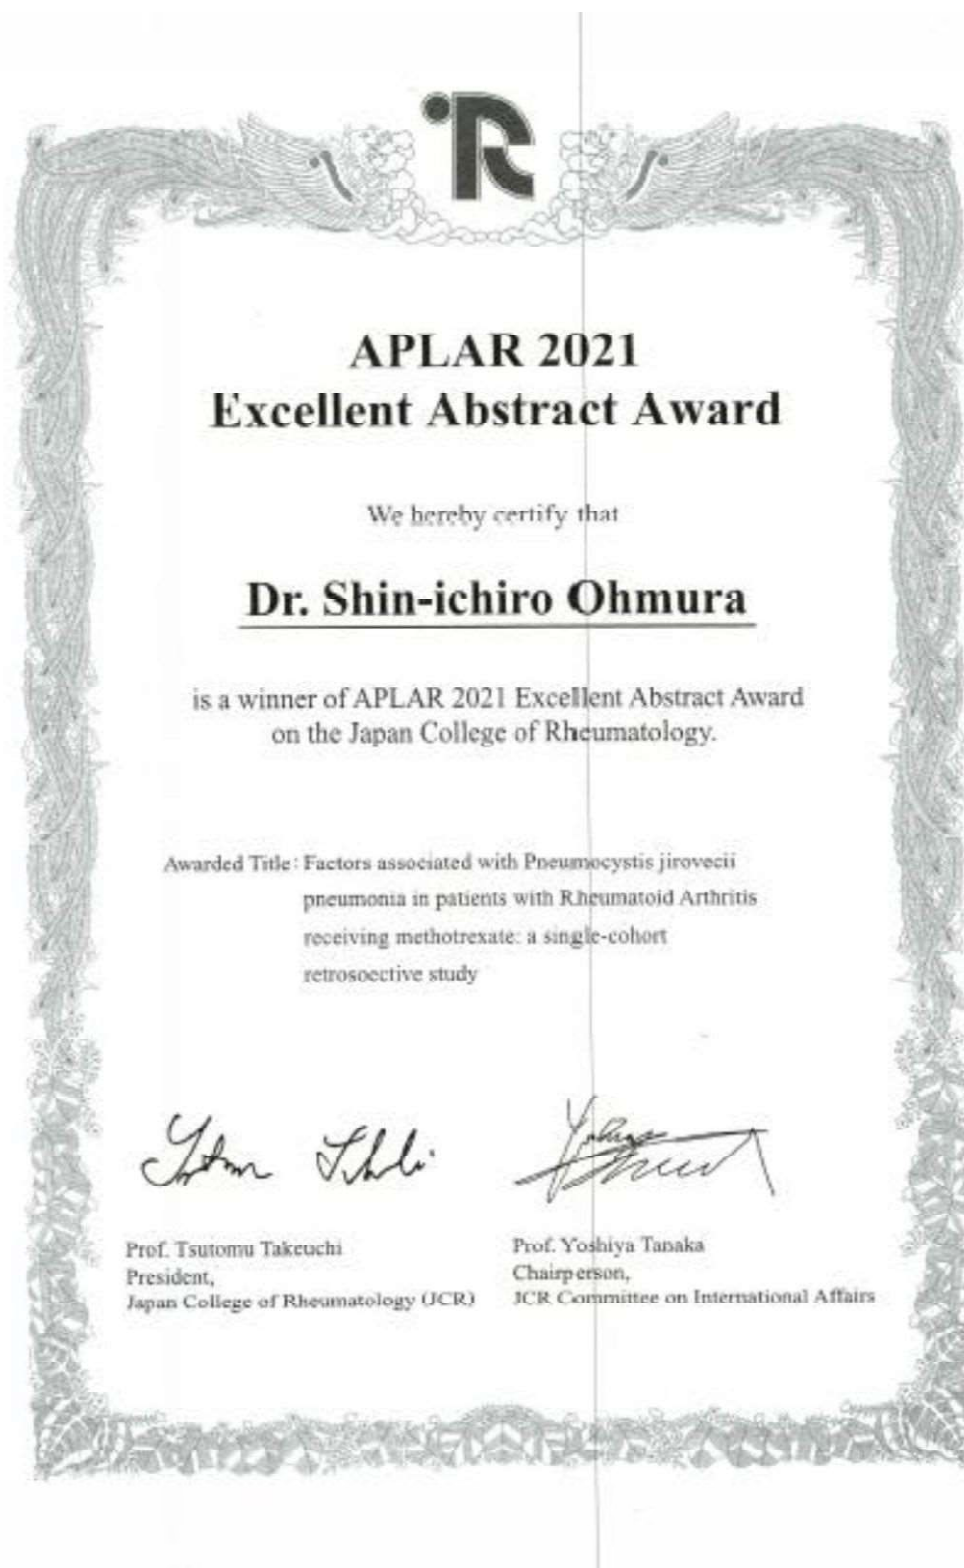 R
APLAR 2021
Excellent Abstract Award
We hereby certify that
Dr. Shin-ichiro Ohmura
is a winner of APLAR 2021 Excellent Abstract Award
on the Japan College of Rheumatology.
Awarded Title: Factors associated with Pneumocystis jirovecii
pneumonia in patients with Rheumatoid Arthritis
receiving methotrexate: a single-cohort
retrosoective study
Prof. Tsutomu Takeuchi
President,
Japan College of Rheumatology (JCR)
Prof. Yoshiya Tanaka
Chairperson,
JCR Committee on International Affairs